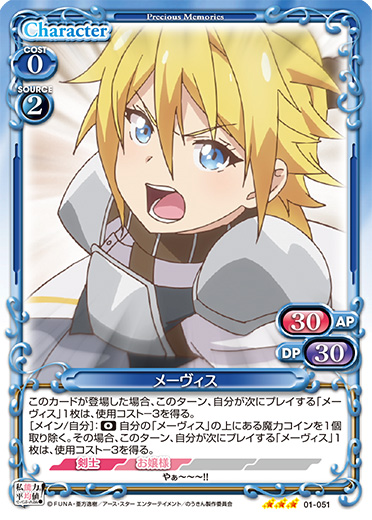 Precious Memories
Character
COST
0
SOURCE
2
30 AP
DP 30
メーヴィス
このカードが登場した場合、このターン、自分が次にプレイする「メー
ヴィス」1枚は、使用コスト−3を得る。
[メイン/自分]:0 自分の「メーヴィス」の上にある魔力コインを1個
取り除く。その場合、このターン、自分が次にプレイする「メーヴィス」1
枚は、使用コスト−3を得る。
剣士 お嬢様
やぁ〜〜〜!!
私、能力は
平均値
©FUNA・亜方逸樹/アース・スター エンターテイメント/のうきん製作委員会
01-051